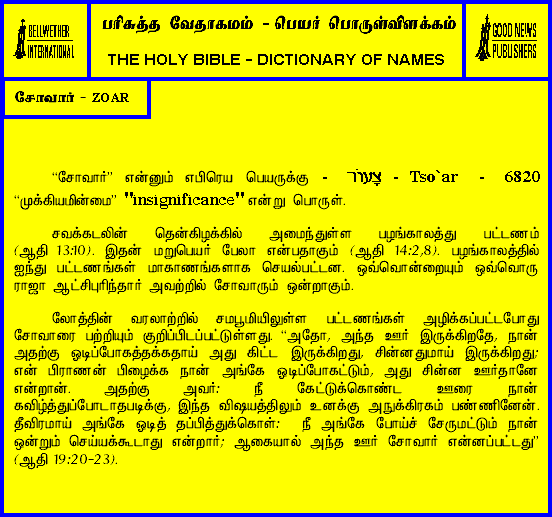 BELLWETHER
INTERNATIONAL
பரிசுத்த வேதாகமம் - பெயர் பொருள்விளக்கம்
THE HOLY BIBLE - DICTIONARY OF NAMES
GOOD NEWS
PUBLISHERS
சோவார் - ZOAR
“சோவார்” என்னும் எபிரெய பெயருக்கு - צָעוֹר - Tso`ar - 6820
“முக்கியமின்மை” "insignificance" என்று பொருள்.
சவக்கடலின் தென்கிழக்கில் அமைந்துள்ள பழங்காலத்து பட்டணம்
(ஆதி 13:10). இதன் மறுபெயர் பேலா என்பதாகும் (ஆதி 14:2,8). பழங்காலத்தில்
ஐந்து பட்டணங்கள் மாகாணங்களாக செயல்பட்டன. ஒவ்வொன்றையும் ஒவ்வொரு
ராஜா ஆட்சிபுரிந்தார் அவற்றில் சோவாரும் ஒன்றாகும்.
லோத்தின் வரலாற்றில் சமபூமியிலுள்ள பட்டணங்கள் அழிக்கப்பட்டபோது
சோவாரை பற்றியும் குறிப்பிடப்பட்டுள்ளது. “அதோ, அந்த ஊர் இருக்கிறதே, நான்
அதற்கு ஓடிப்போகத்தக்கதாய் அது கிட்ட இருக்கிறது, சின்னதுமாய் இருக்கிறது;
என் பிராணன் பிழைக்க நான் அங்கே ஓடிப்போகட்டும், அது சின்ன ஊர்தானே
என்றான். அதற்கு அவர்: நீ கேட்டுக்கொண்ட ஊரை நான்
கவிழ்த்துப்போடாதபடிக்கு, இந்த விஷயத்திலும் உனக்கு அநுக்கிரகம் பண்ணினேன்.
தீவிரமாய் அங்கே ஓடித் தப்பித்துக்கொள்: நீ அங்கே போய்ச் சேருமட்டும் நான்
ஒன்றும் செய்யக்கூடாது என்றார்; ஆகையால் அந்த ஊர் சோவார் என்னப்பட்டது”
(ஆதி 19:20-23).